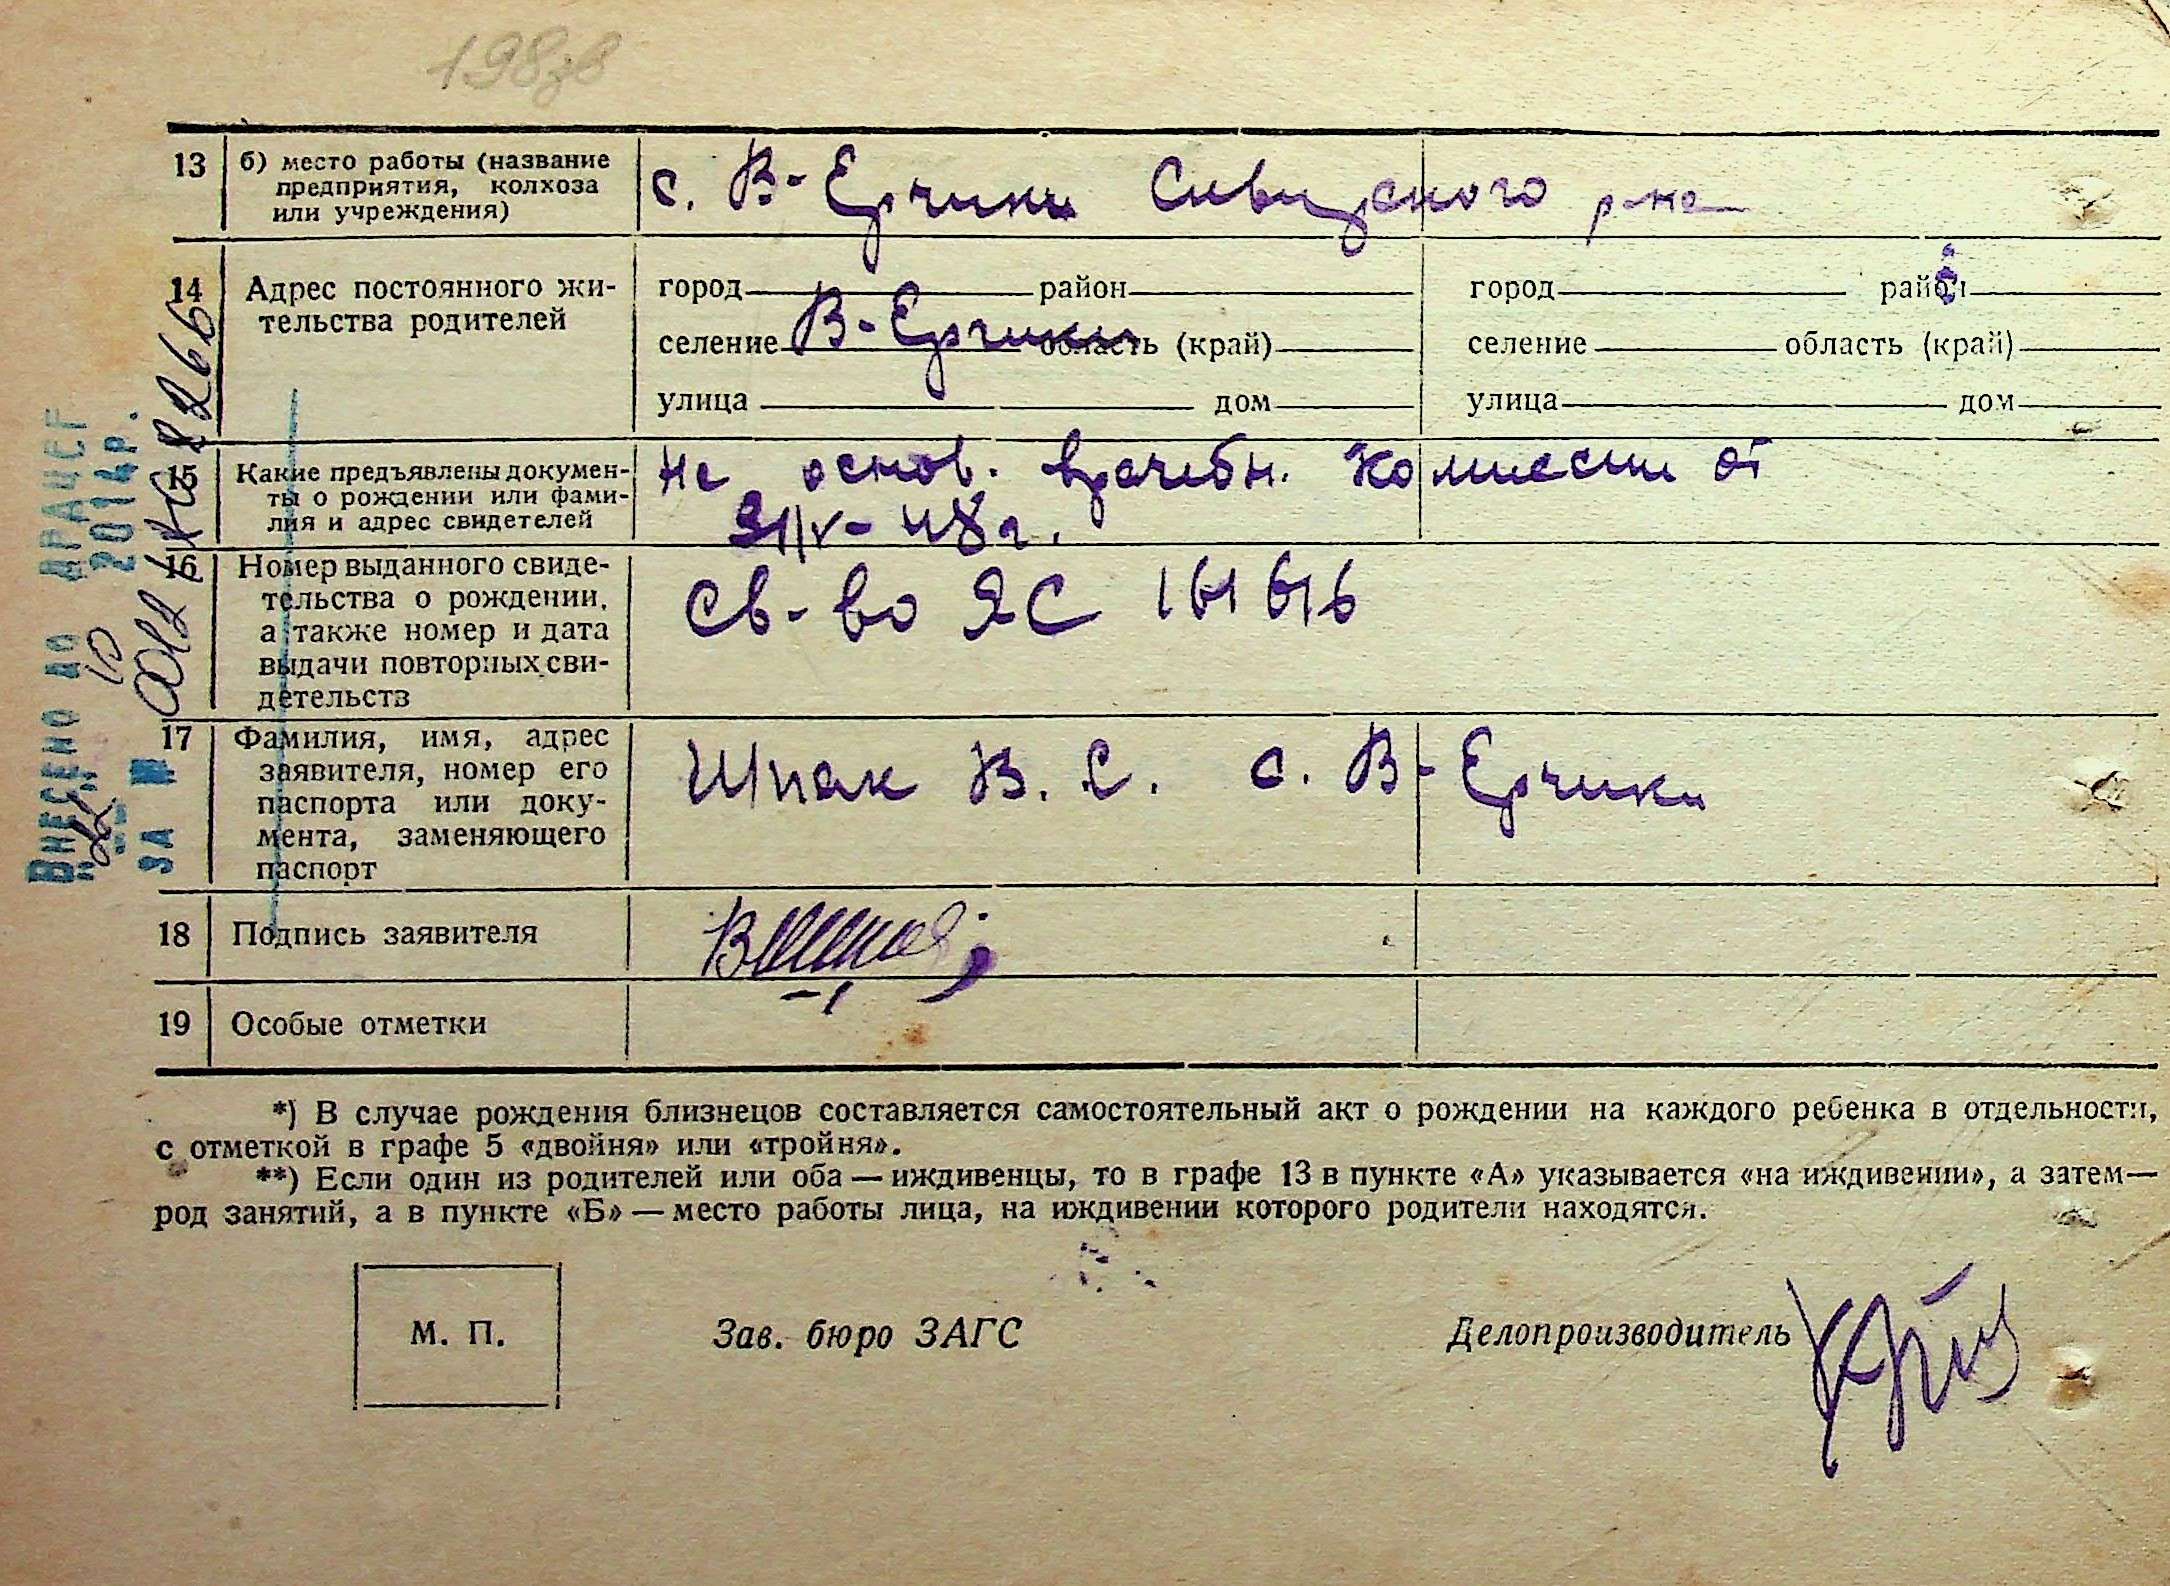 198зв
13 б) место работы (название
предприятия, колхоза
или учреждения)
с. В-Ерчики Сквирского р-на
14 Адрес постоянного жи-
тельства родителей
город район город район
селение В-Ерчики область (край) селение область (край)
улица дом улица дом
15 Какие предъявлены докумен-
ты о рождении или фами-
лия и адрес свидетелей
на основ. врачебн. комиссии от
48 г.
16 Номер выданного свиде-
тельства о рождении,
а также номер и дата
выдачи повторных сви-
детельств
св-во ЯС 161616
17 Фамилия, имя, адрес
заявителя, номер его
паспорта или доку-
мента, заменяющего
паспорт
Шпак В. С. с. В-Ерчики
18 Подпись заявителя
19 Особые отметки
*) В случае рождения близнецов составляется самостоятельный акт о рождении на каждого ребенка в отдельности,
с отметкой в графе 5 «двойня» или «тройня».
**) Если один из родителей или оба — иждивенцы, то в графе 13 в пункте «А» указывается «на иждивении», а затем —
род занятий, а в пункте «Б» — место работы лица, на иждивении которого родители находятся.
М. П.
Зав. бюро ЗАГС
Делопроизводитель
ВНЕСЕНО ДО ДРАЦСГ
10 2014р.
ЗА №